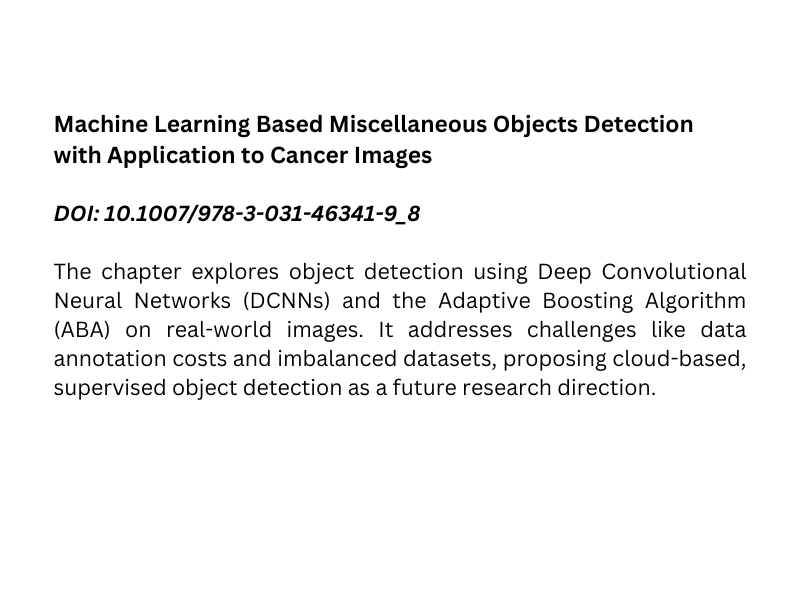 Machine Learning Based Miscellaneous Objects Detection
with Application to Cancer Images
DOI: 10.1007/978-3-031-46341-9_8
The chapter explores object detection using Deep Convolutional
Neural Networks (DCNNs) and the Adaptive Boosting Algorithm
(ABA) on real-world images. It addresses challenges like data
annotation costs and imbalanced datasets, proposing cloud-based,
supervised object detection as a future research direction.